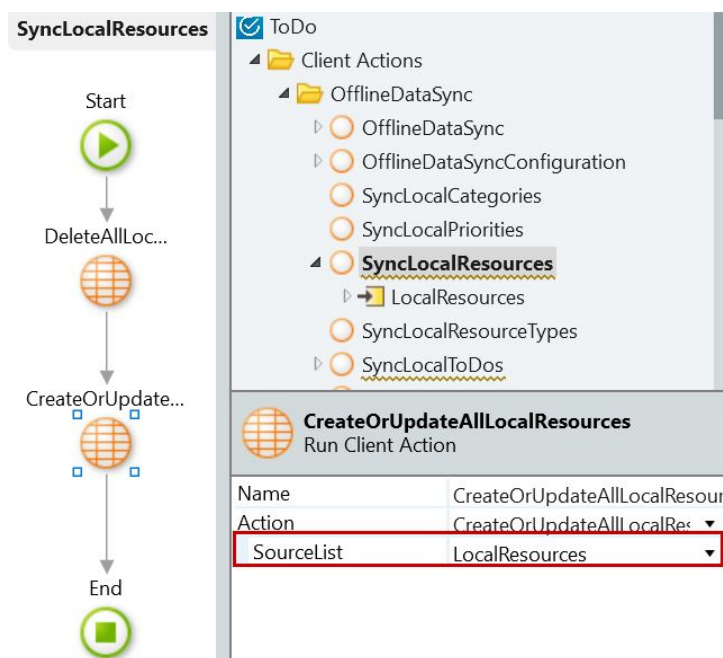 SyncLocalResources
Start
DeleteAllLoc...
CreateOrUpdate...
End
ToDo
Client Actions
OfflineDataSync
OfflineDataSync
OfflineDataSyncConfiguration
SyncLocalCategories
SyncLocalPriorities
SyncLocalResources
LocalResources
SyncLocalResourceTypes
SyncLocalToDos
CreateOrUpdateAllLocalResources
Run Client Action
Name CreateOrUpdateAllLocalResour
Action CreateOrUpdateAllLocalRes
SourceList LocalResources